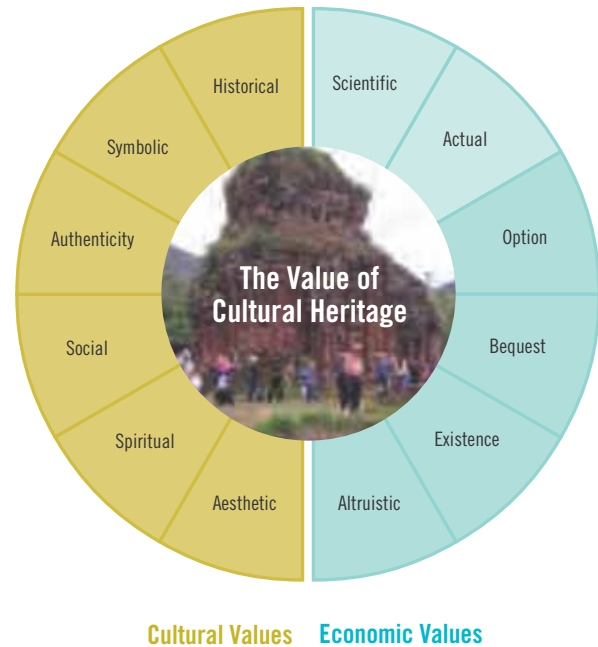 Historical
Scientific
Symbolic
Actual
Authenticity
Option
The Value of
Cultural Heritage
Social
Bequest
Spiritual
Existence
Aesthetic
Altruistic
Cultural Values
Economic Values